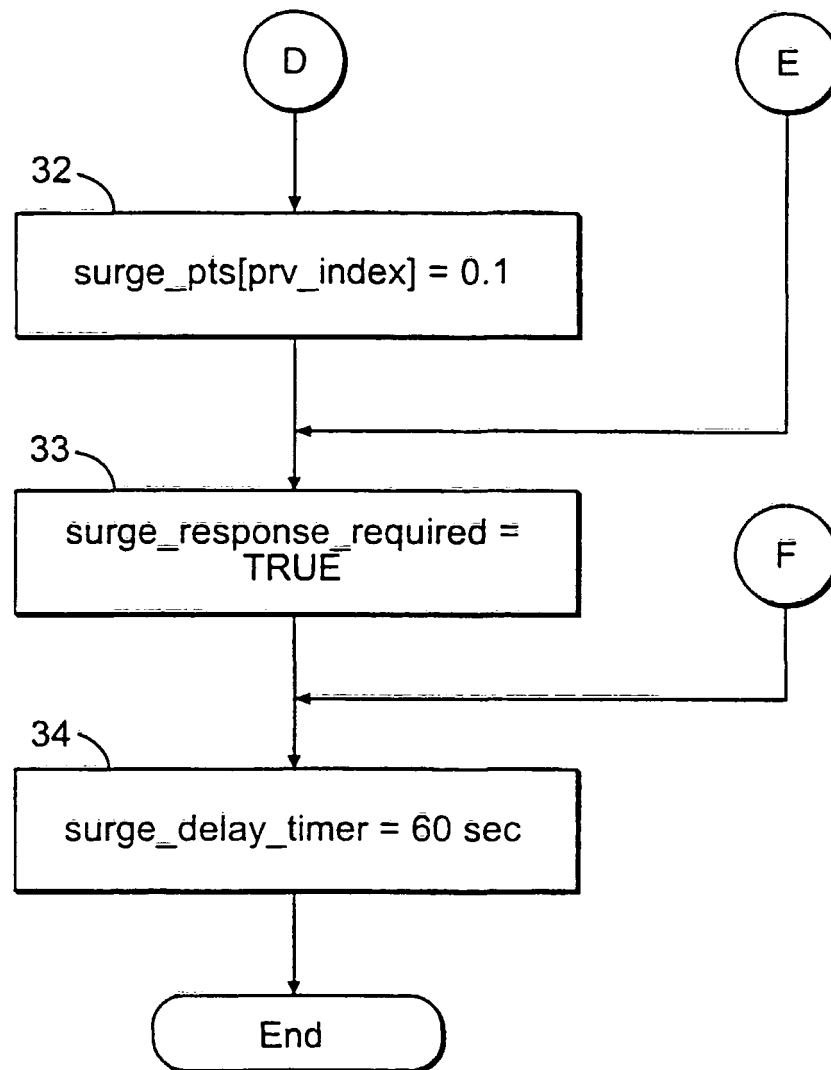 D
E
32
surge_pts[prv_index] = 0.1
33
surge_response_required =
TRUE
F
34
surge_delay_timer = 60 sec
End